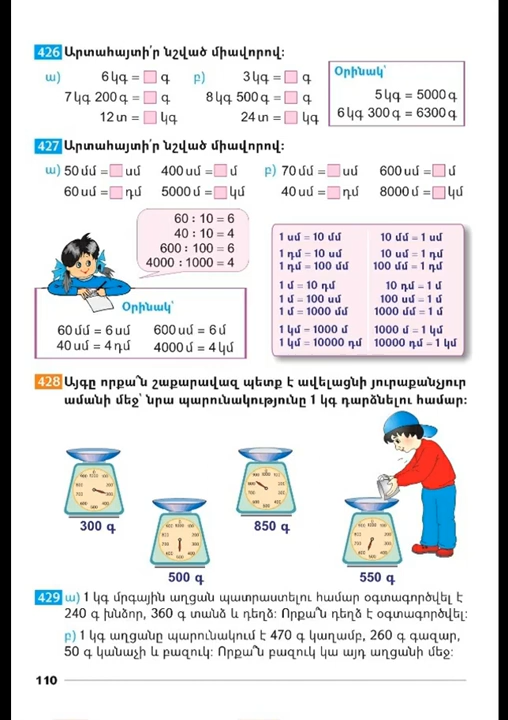 426 Արտահայտի՛ր նշված միավորով:
ա) 6 կգ = գ բ) 3 կգ = գ
7 կգ 200 գ = գ 8 կգ 500 գ = գ
12 տ = կգ 24 տ = կգ
Օրինակ՝
5 կգ = 5000 գ
6 կգ 300 գ = 6300 գ
427 Արտահայտի՛ր նշված միավորով:
ա) 50 մմ = սմ 400 սմ = մ բ) 70 մմ = սմ 600 սմ = մ
60 սմ = դմ 5000 մ = կմ 40 սմ = դմ 8000 մ = կմ
60 : 10 = 6
40 : 10 = 4
600 : 100 = 6
4000 : 1000 = 4
Օրինակ՝
60 մմ = 6 սմ 600 սմ = 6 մ
40 սմ = 4 դմ 4000 մ = 4 կմ
1 սմ = 10 մմ 10 մմ = 1 սմ
1 դմ = 10 սմ 10 սմ = 1 դմ
1 դմ = 100 մմ 100 մմ = 1 դմ
1 մ = 10 դմ 10 դմ = 1 մ
1 մ = 100 սմ 100 սմ = 1 մ
1 մ = 1000 մմ 1000 մմ = 1 մ
1 կմ = 1000 մ 1000 մ = 1 կմ
1 կմ = 10000 դմ 10000 դմ = 1 կմ
428 Այգը որքա՞ն շաքարավազ պետք է ավելացնի յուրաքանչյուր
ամանի մեջ՝ նրա պարունակությունը 1 կգ դարձնելու համար:
300 գ
500 գ
850 գ
550 գ
429 ա) 1 կգ մրգային աղցան պատրաստելու համար օգտագործվել է
240 գ խնձոր, 360 գ տանձ և դեղձ: Որքա՞ն դեղձ է օգտագործվել:
բ) 1 կգ աղցանը պարունակում է 470 գ կաղամբ, 260 գ գազար,
50 գ կանաչի և բազուկ: Որքա՞ն բազուկ կա այդ աղցանի մեջ:
110